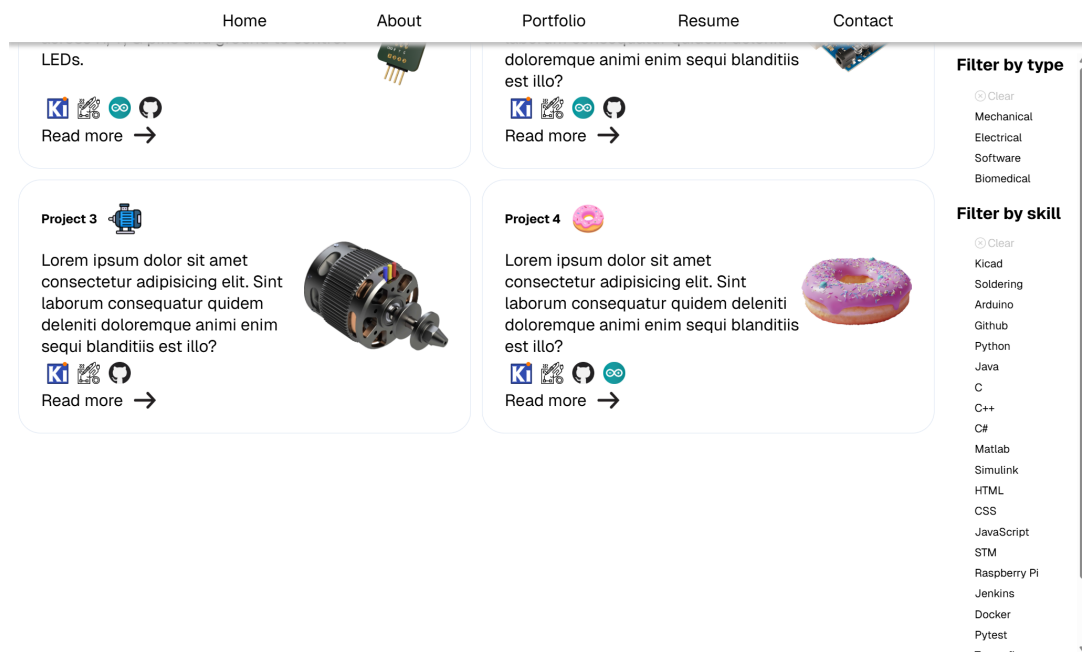 Home About Portfolio Resume Contact
LEDs.
Read more
doloremque animi enim sequi blanditiis
est illo?
Read more
Project 3
Lorem ipsum dolor sit amet
consectetur adipisicing elit. Sint
laborum consequatur quidem
deleniti doloremque animi enim
sequi blanditiis est illo?
Ki
Read more
Project 4
Lorem ipsum dolor sit amet
consectetur adipisicing elit. Sint
laborum consequatur quidem deleniti
doloremque animi enim sequi blanditiis
est illo?
Ki
Read more
Filter by type
Clear
Mechanical
Electrical
Software
Biomedical
Filter by skill
Clear
Kicad
Soldering
Arduino
Github
Python
Java
C
C++
C#
Matlab
Simulink
HTML
CSS
JavaScript
STM
Raspberry Pi
Jenkins
Docker
Pytest